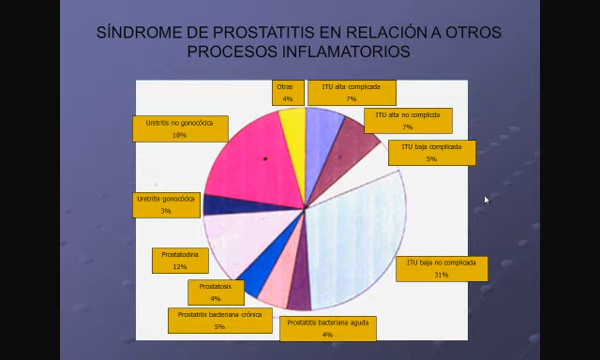 SÍNDROME DE PROSTATITIS EN RELACIÓN A OTROS
PROCESOS INFLAMATORIOS
Otras
4%
ITU alta complicada
7%
ITU alta no complicda
7%
ITU baja complicada
5%
ITU baja no complicada
31%
Prostatitis bacteriana aguda
4%
Prostatitis bacteriana crónica
5%
Prostatosis
4%
Prostatodina
12%
Uretritis gonocócica
3%
Uretritis no gonocócica
18%